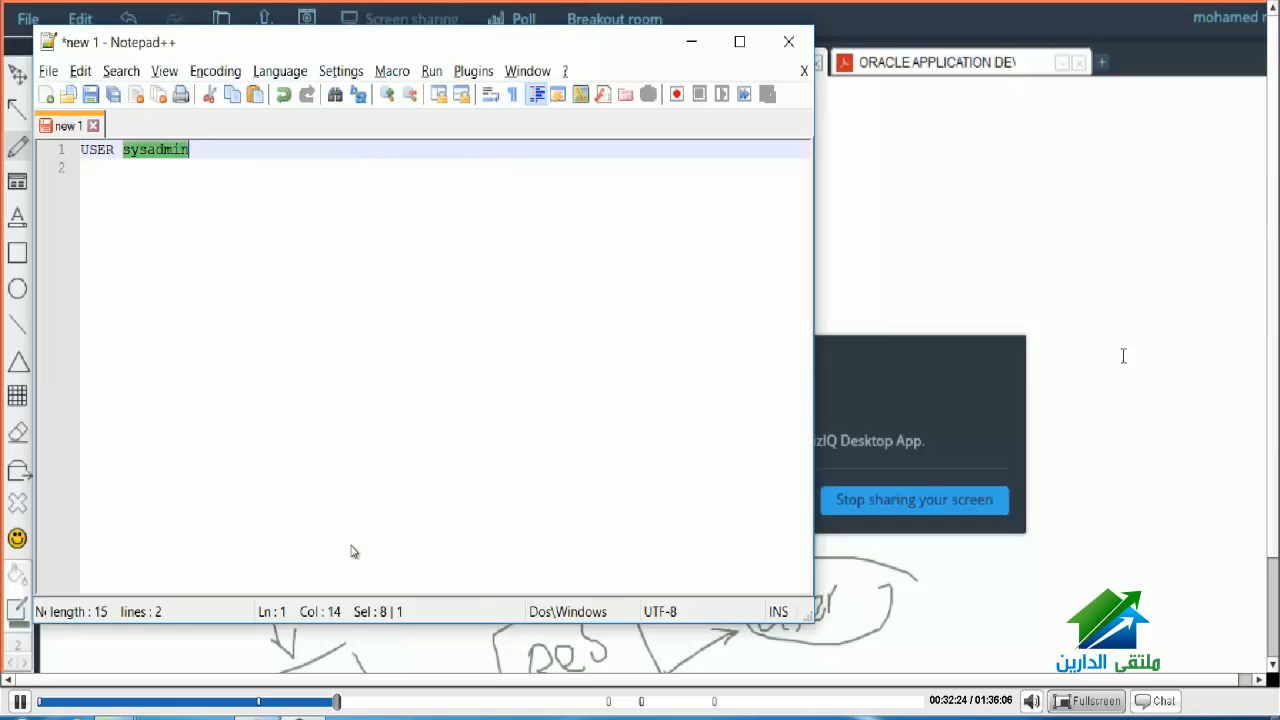 File Edit Screen sharing Poll Breakout room mohamed
*new 1 - Notepad++
ORACLE APPLICATION DEV
File Edit Search View Encoding Language Settings Macro Run Plugins Window ? X
new 1
1 USER sysadmin
2
Desktop App.
Stop sharing your screen
length : 15 lines : 2 Ln : 1 Col : 14 Sel : 8 | 1 Dos\Windows UTF-8 INS
2
ملتقى الدارين
00:32:24 / 01:36:06 Fullscreen Chat